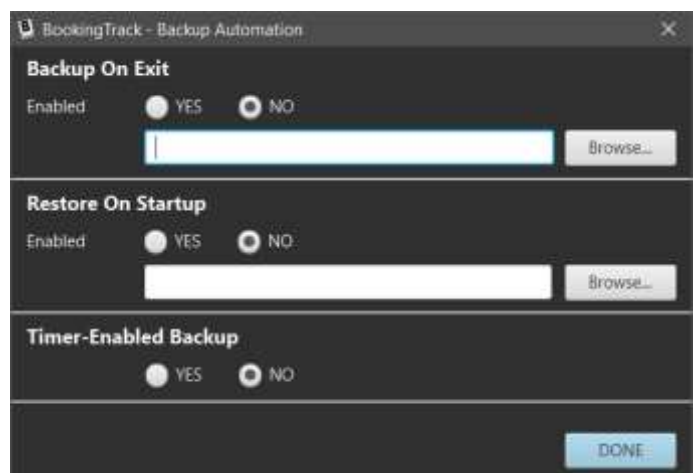 BookingTrack - Backup Automation
Backup On Exit
Enabled YES NO
Browse...
Restore On Startup
Enabled YES NO
Browse...
Timer-Enabled Backup
YES NO
DONE